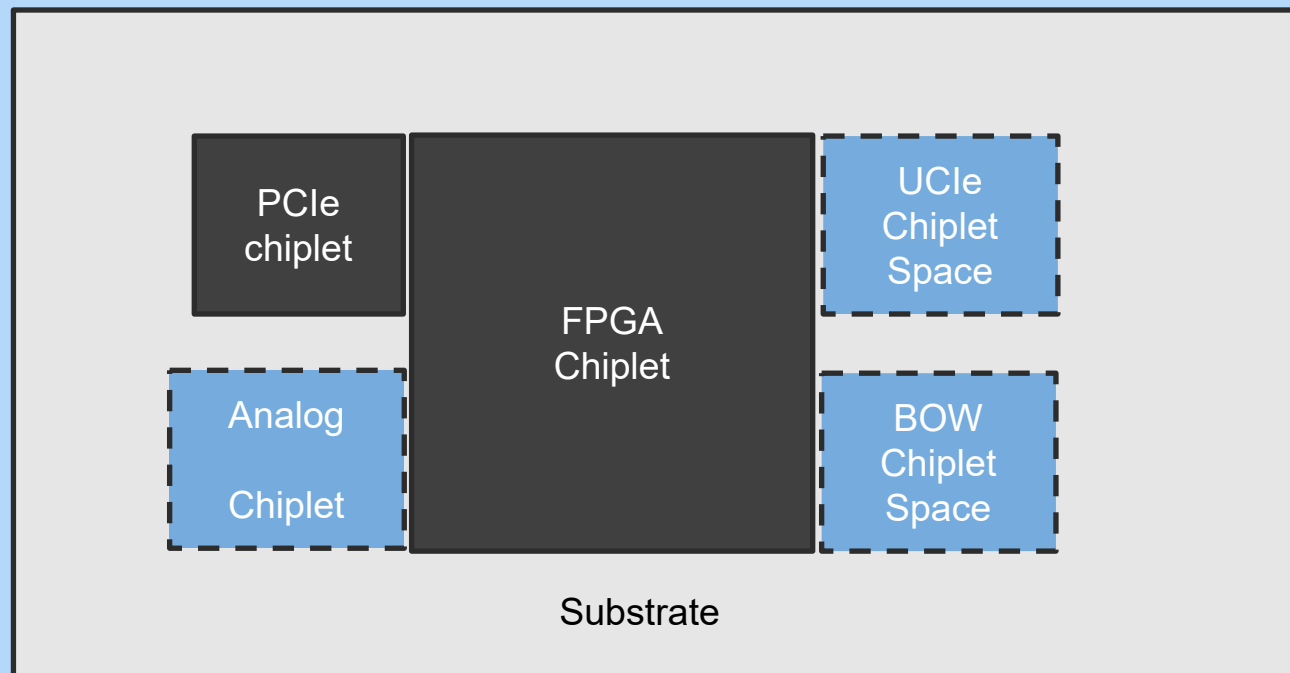 PCIe
chiplet
FPGA
Chiplet
UCIe
Chiplet
Space
Analog
Chiplet
BOW
Chiplet
Space
Substrate